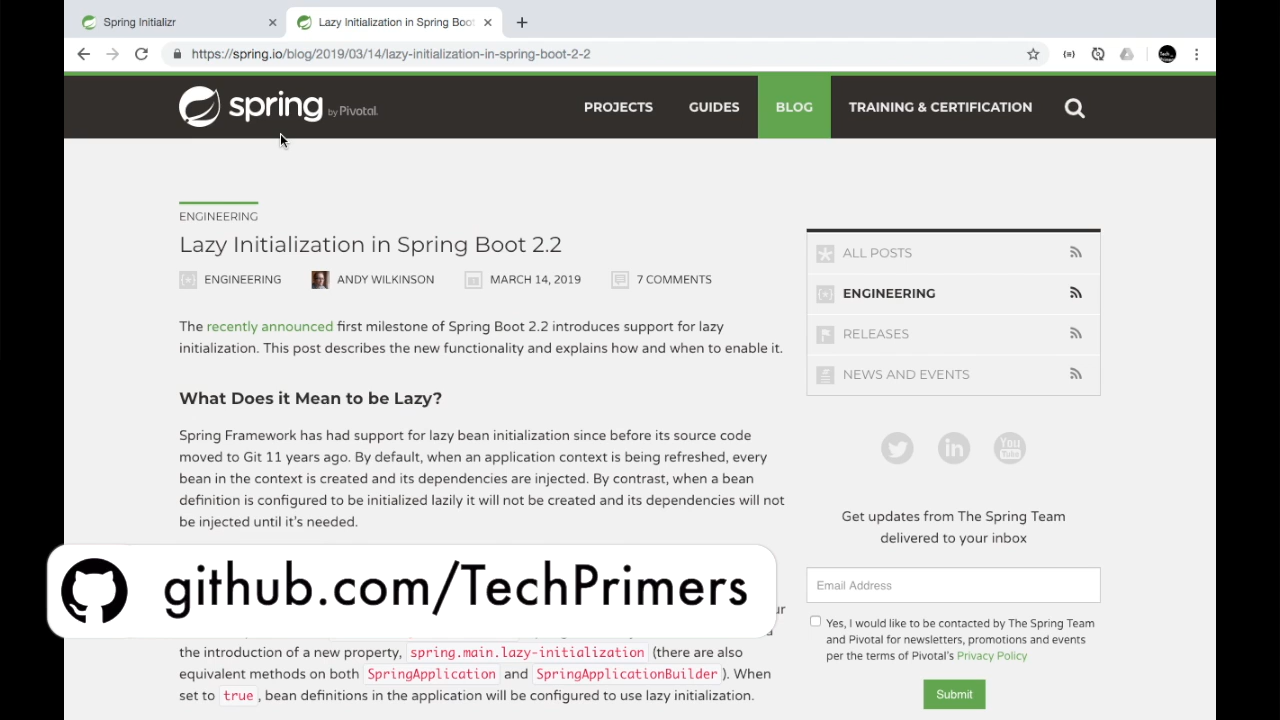 Spring Initializr
Lazy Initialization in Spring Boot
https://spring.io/blog/2019/03/14/lazy-initialization-in-spring-boot-2-2
spring by Pivotal.
PROJECTS GUIDES BLOG TRAINING & CERTIFICATION
ENGINEERING
Lazy Initialization in Spring Boot 2.2
ENGINEERING ANDY WILKINSON MARCH 14, 2019 7 COMMENTS
The recently announced first milestone of Spring Boot 2.2 introduces support for lazy
initialization. This post describes the new functionality and explains how and when to enable it.
What Does it Mean to be Lazy?
Spring Framework has had support for lazy bean initialization since before its source code
moved to Git 11 years ago. By default, when an application context is being refreshed, every
bean in the context is created and its dependencies are injected. By contrast, when a bean
definition is configured to be initialized lazily it will not be created and its dependencies will not
be injected until it's needed.
github.com/TechPrimers
the introduction of a new property, spring.main.lazy-initialization (there are also
equivalent methods on both SpringApplication and SpringApplicationBuilder ). When
set to true , bean definitions in the application will be configured to use lazy initialization.
ALL POSTS
ENGINEERING
RELEASES
NEWS AND EVENTS
You
Tube
Get updates from The Spring Team
delivered to your inbox
Email Address
Yes, I would like to be contacted by The Spring Team
and Pivotal for newsletters, promotions and events
per the terms of Pivotal's Privacy Policy
Submit